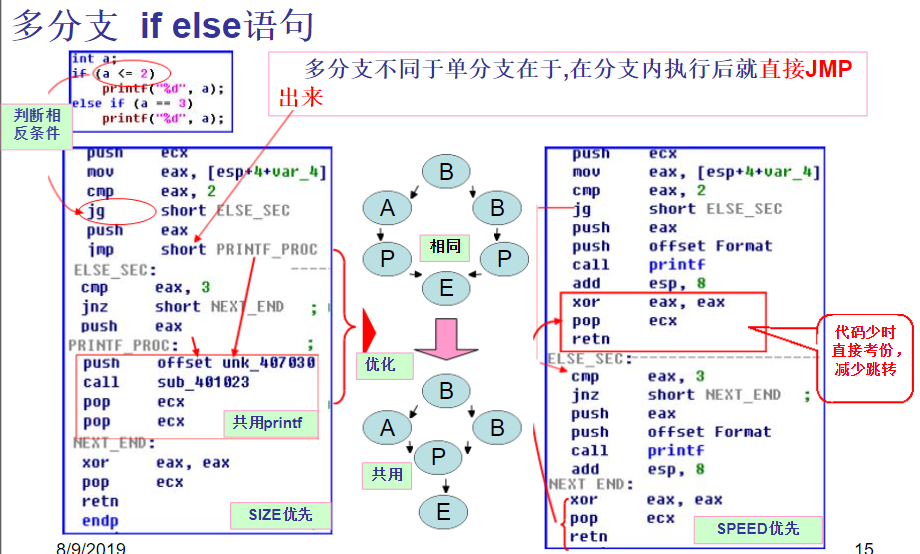 多分支 if else语句
int a;
if (a <= 2)
printf("%d", a);
else if (a == 3)
printf("%d", a);
多分支不同于单分支在于,在分支内执行后就直接JMP
出来
判断相
反条件
push ecx
mov eax, [esp+4+var_4]
cmp eax, 2
jg short ELSE_SEC
push eax
jmp short PRINTF_PROC
ELSE_SEC:
cmp eax, 3
jnz short NEXT_END ;
push eax
PRINTF_PROC: ;
push offset unk_407030
call sub_401023
pop ecx
pop ecx
共用printf
NEXT_END:
xor eax, eax
pop ecx
retn
endp
SIZE优先
B
A
B
P
相同
P
E
优化
B
A
B
P
共用
E
push ecx
mov eax, [esp+4+var_4]
cmp eax, 2
jg short ELSE_SEC
push eax
push offset Format
call printf
add esp, 8
xor eax, eax
pop ecx
retn
代码少时
直接考份,
减少跳转
ELSE_SEC:
cmp eax, 3
jnz short NEXT_END ;
push eax
push offset Format
call printf
add esp, 8
NEXT END:
xor eax, eax
pop ecx
retn
SPEED优先
8/9/2019
15